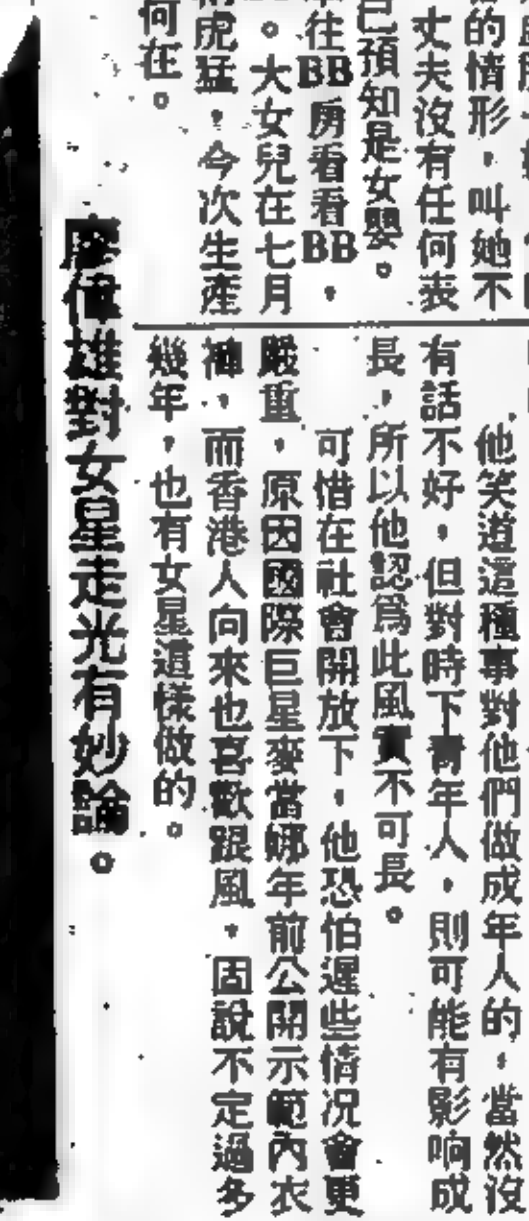 的情形，叫她不
丈夫沒有任何表
已預知是女嬰。
往BB房看看BB，
。大女兒在七月
虎猛，今次生產
何在。
他笑道這種事對他們做成年人的，當然沒
有話不好，但對時下青年人，則可能有影响成
長，所以他認爲此風實不可長。
可惜在社會開放下，他恐怕遲些情况會更
嚴重，原因國際巨星麥當娜年前公開示範內衣
神，而香港人向來也喜歡跟風，固說不定過多
幾年，也有女星這樣做的。
廖偉雄對女星走光有妙論。